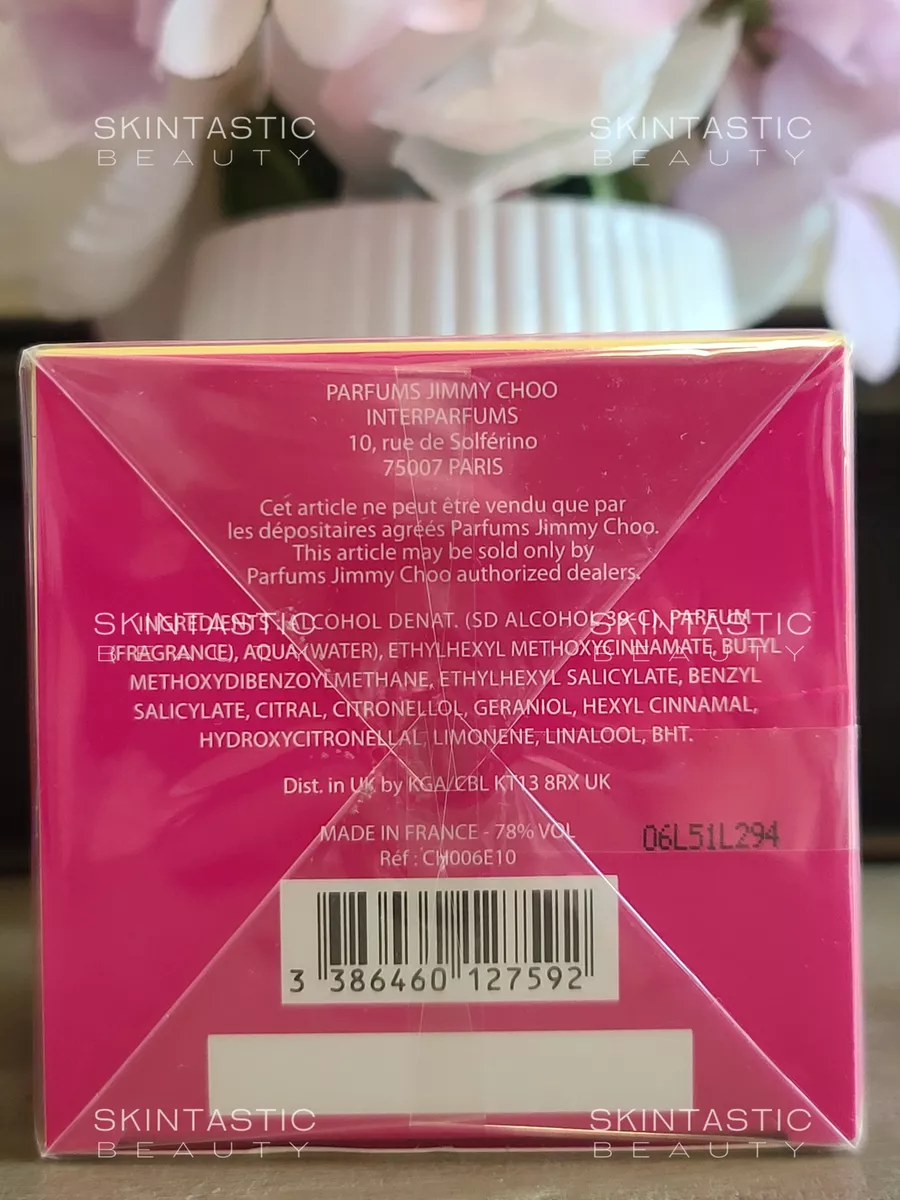 SKINTASTIC SKINTASTIC
BEAUTY BEAUTY
PARFUMS JIMMY CHOO
INTERPARFUMS
10, rue de Solférino
75007 PARIS
Cet article ne peut être vendu que par
les dépositaires agréés Parfums Jimmy Choo.
This article may be sold only by
Parfums Jimmy Choo authorized dealers.
SKINTASTIC SKINTASTIC
BEAUTY BEAUTY
INGREDIENTS : ALCOHOL DENAT. (SD ALCOHOL 39-C), PARFUM
(FRAGRANCE), AQUA (WATER), ETHYLHEXYL METHOXYCINNAMATE, BUTYL
METHOXYDIBENZOYLMETHANE, ETHYLHEXYL SALICYLATE, BENZYL
SALICYLATE, CITRAL, CITRONELLOL, GERANIOL, HEXYL CINNAMAL,
HYDROXYCITRONELLAL, LIMONENE, LINALOOL, BHT.
Dist. in UK by KGA/CBL KT13 8RX UK
MADE IN FRANCE - 78% VOL
06L51L294
Réf : CH006E10
3 386460 127592
SKINTASTIC SKINTASTIC
BEAUTY BEAUTY